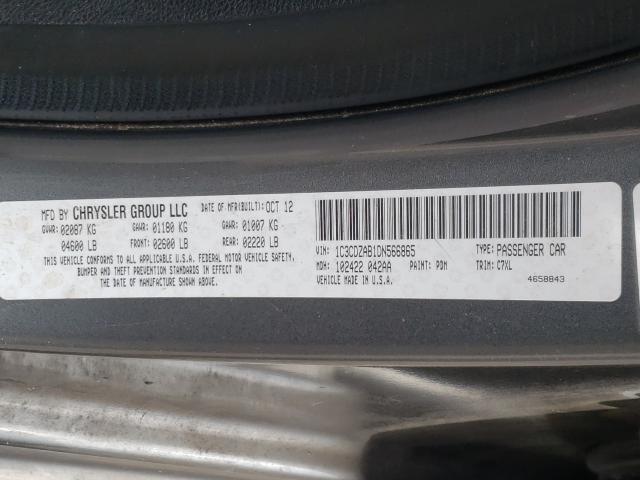 MFD BY CHRYSLER GROUP LLC DATE OF MFR(BUILT): OCT 12
GVWR: 02087 KG GAWR: 01180 KG GAWR: 01007 KG
04600 LB FRONT: 02600 LB REAR: 02220 LB
THIS VEHICLE CONFORMS TO ALL APPLICABLE U.S.A. FEDERAL MOTOR VEHICLE SAFETY,
BUMPER AND THEFT PREVENTION STANDARDS IN EFFECT ON
THE DATE OF MANUFACTURE SHOWN ABOVE.
VIN: 1C3CDZAB1DN566865 TYPE: PASSENGER CAR
MDH: 102422 042AA PAINT: PDM TRIM: C7XL
VEHICLE MADE IN U.S.A. 4658843